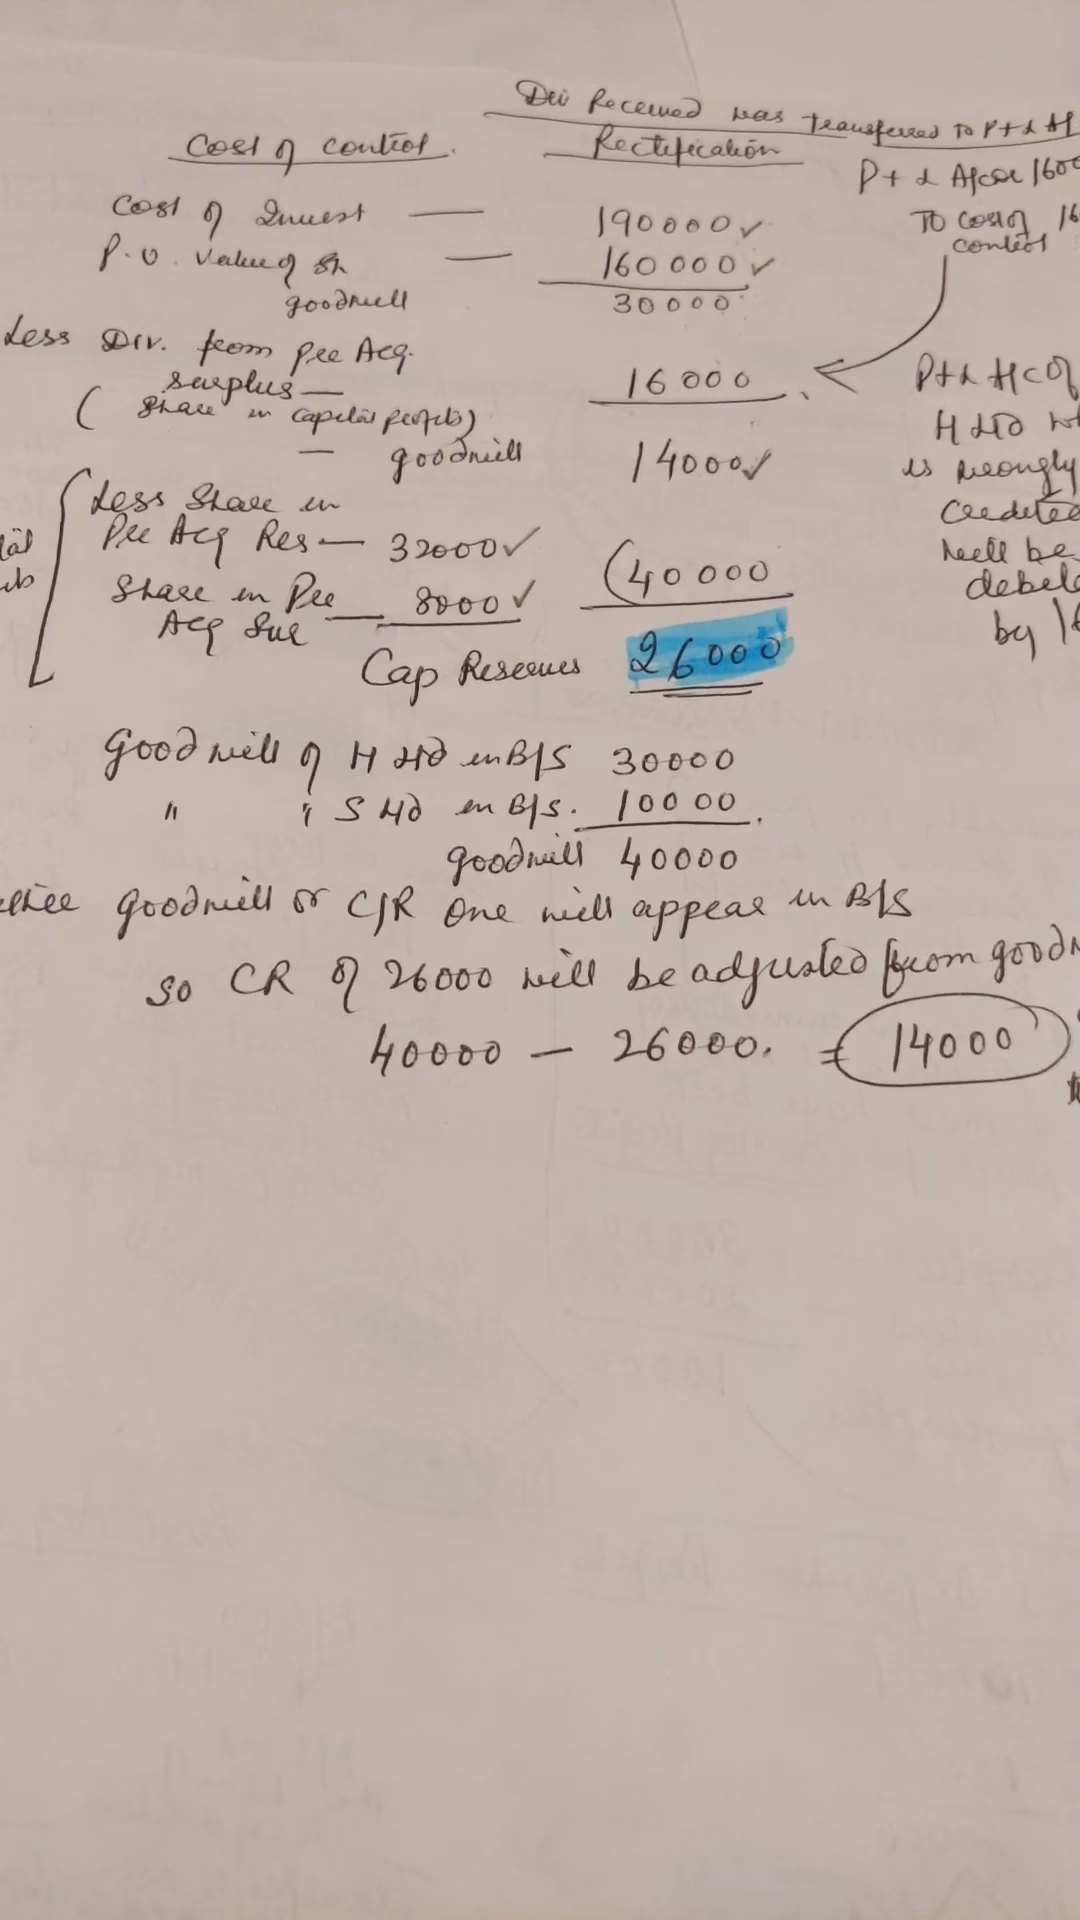 Div Received was transferred to P+L A/
Cost of control.
Rectification
P+L A/c Dr 1600
To Cost of 16
control
Cost of Invest — 190000 ✓
P.U. Value of Sh — 160000 ✓
goodwill 30000
Less Div. from Pre Acq.
surplus — 16000
( Share in capital profits)
— goodwill 14000 ✓
P+L A/C of
H Ltd
is wrongly
Credited
will be
debite
by 16
Less Share in
Pre Acq Res — 32000 ✓
Share in Pre — 8000 ✓ (40000
Acq Sur
Cap Reserves 26000
Goodwill of H Ltd in B/S 30000
" " S Ltd in B/S. 10000.
goodwill 40000
goodwill or C/R One will appear in B/S
so CR of 26000 will be adjusted from goodw
40000 — 26000. = 14000